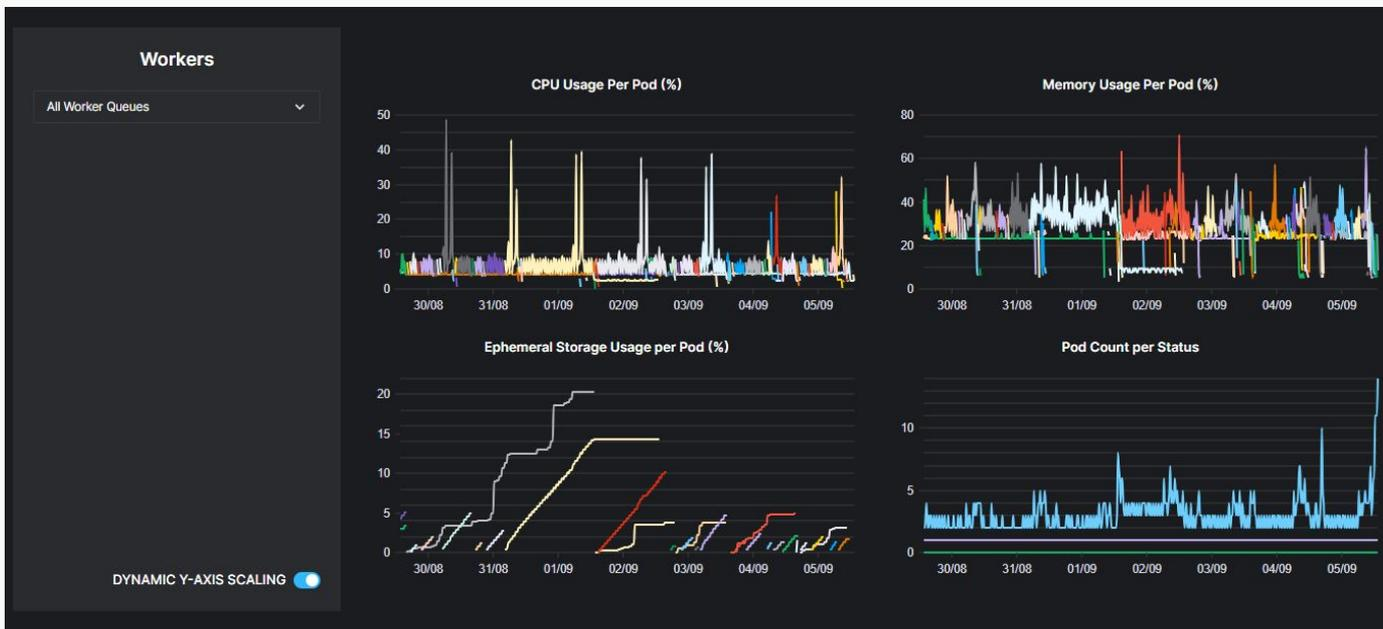 Workers
All Worker Queues
DYNAMIC Y-AXIS SCALING
CPU Usage Per Pod (%)
50
40
30
20
10
0
30/08 31/08 01/09 02/09 03/09 04/09 05/09
Memory Usage Per Pod (%)
80
60
40
20
0
30/08 31/08 01/09 02/09 03/09 04/09 05/09
Ephemeral Storage Usage per Pod (%)
20
15
10
5
0
30/08 31/08 01/09 02/09 03/09 04/09 05/09
Pod Count per Status
10
5
0
30/08 31/08 01/09 02/09 03/09 04/09 05/09